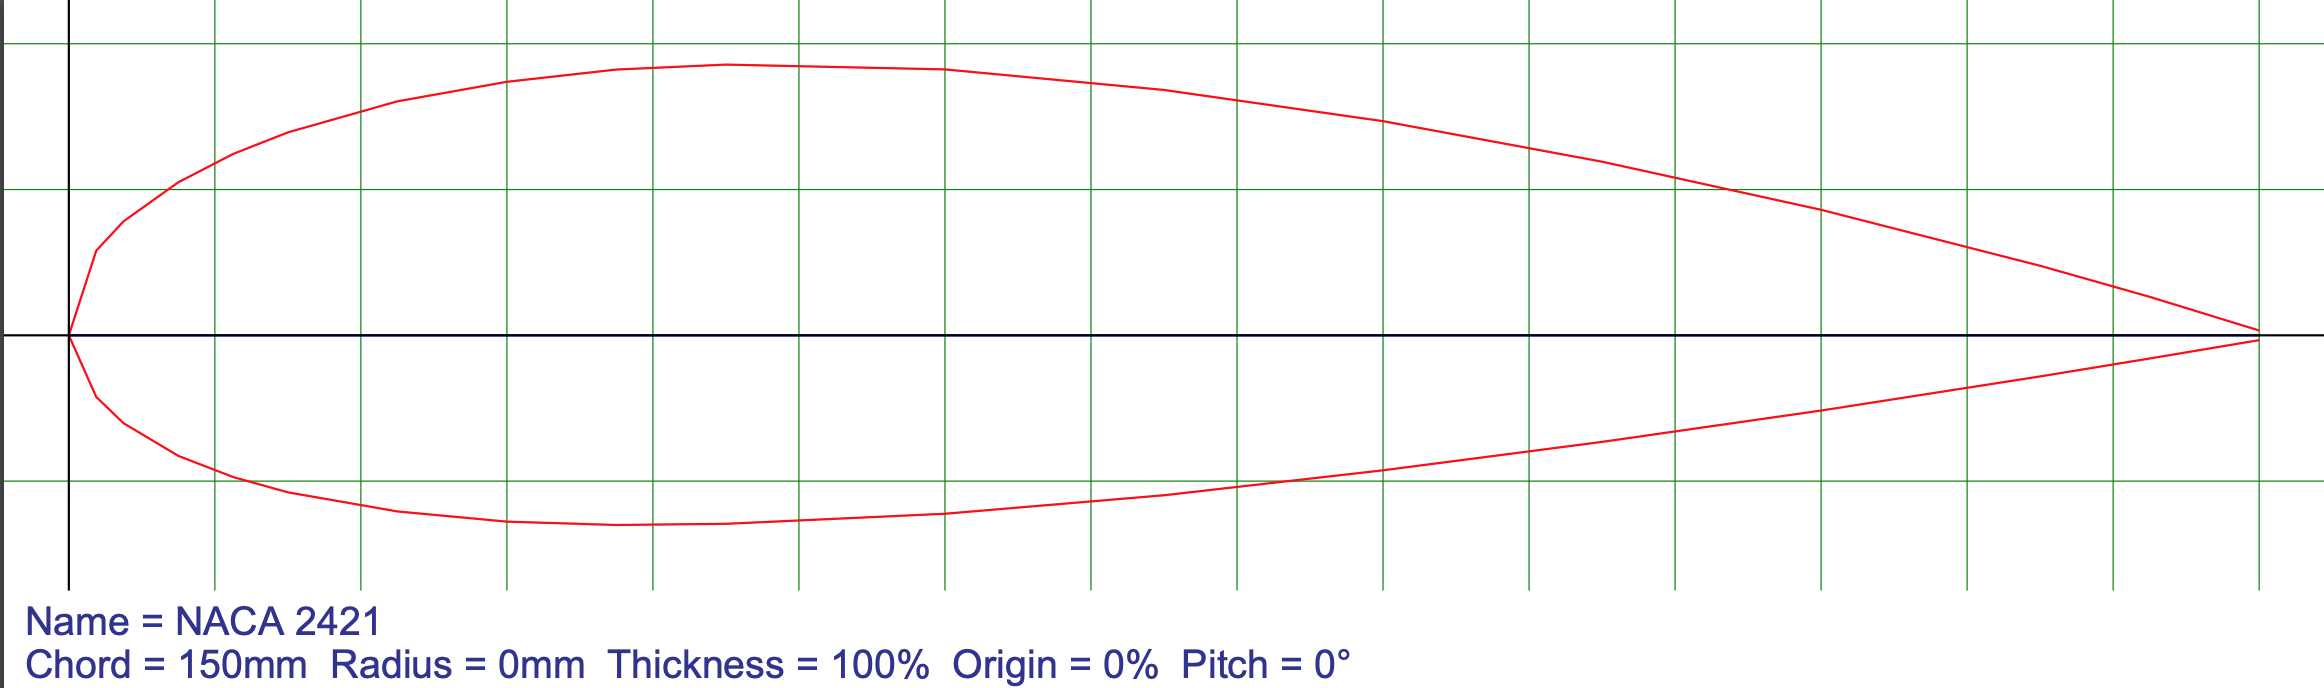 Name = NACA 2421
Chord = 150mm  Radius = 0mm  Thickness = 100%  Origin = 0%  Pitch = 0°